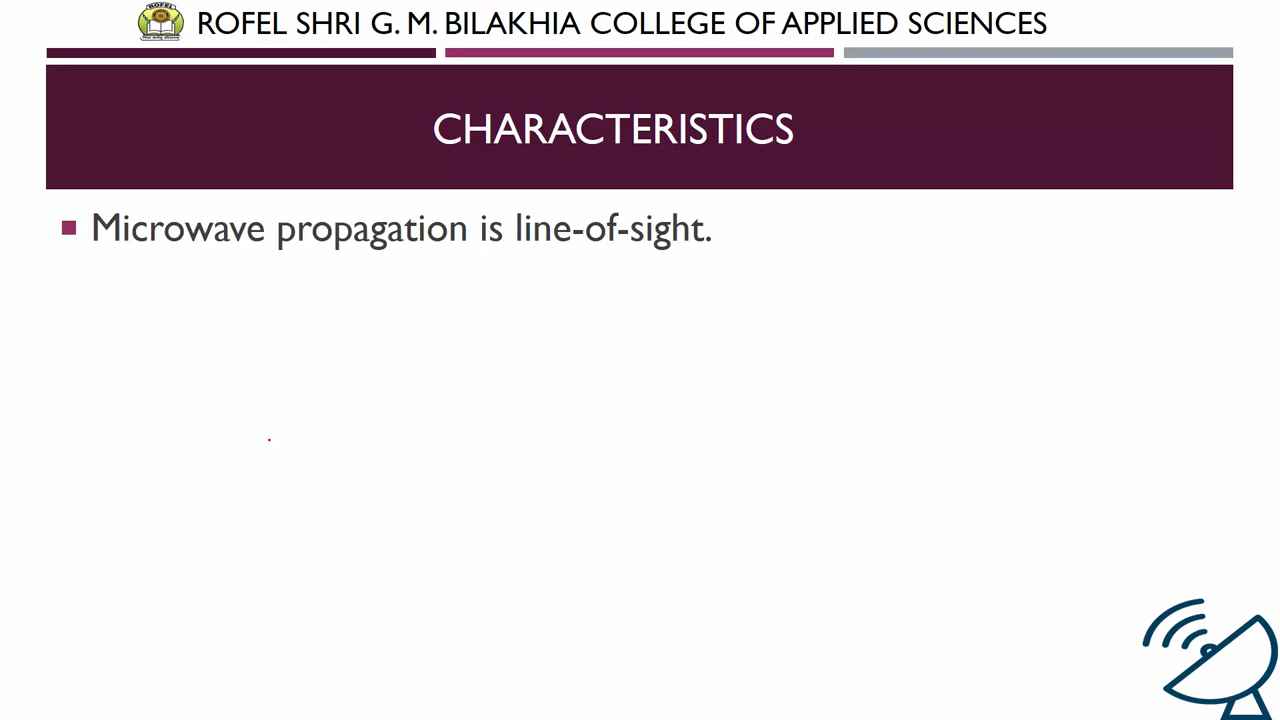 ROFEL SHRI G. M. BILAKHIA COLLEGE OF APPLIED SCIENCES
CHARACTERISTICS
Microwave propagation is line-of-sight.